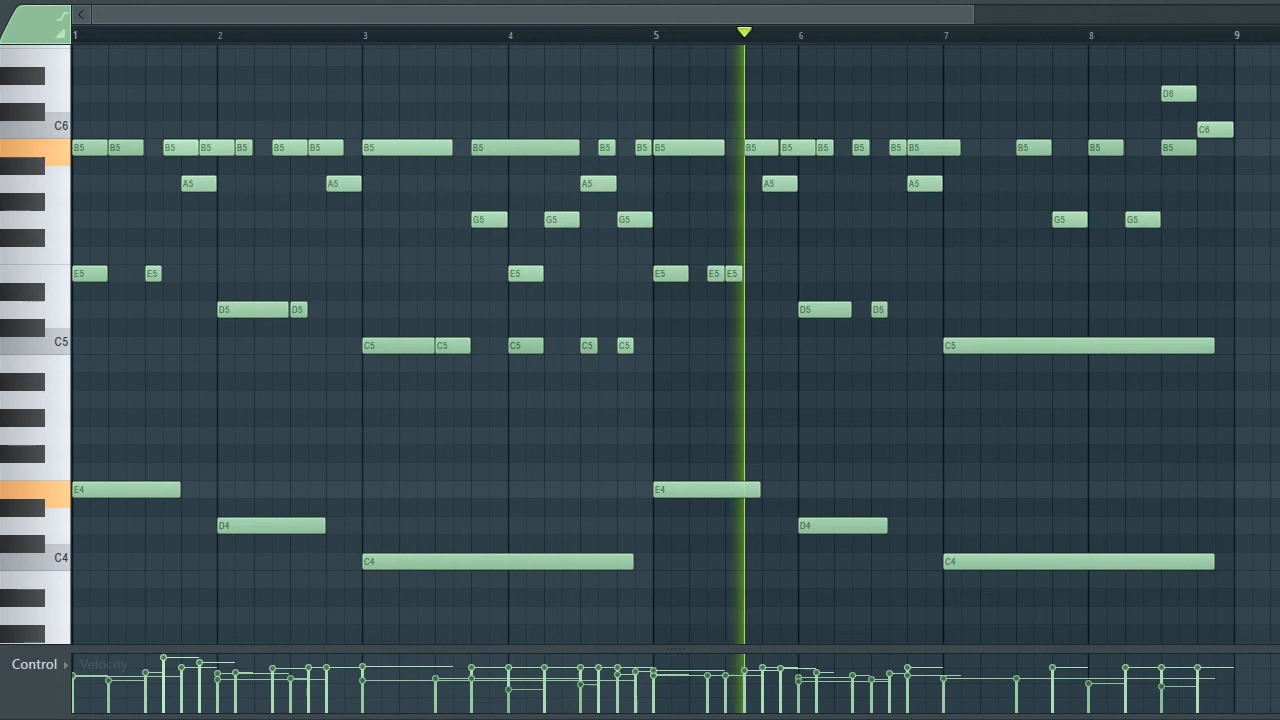 1 2 3 4 5 6 7 8 9
D6
C6 C6
B5 B5 B5 B5 B5 B5 B5 B5 B5 B5 B5 B5 B5 B5 B5 B5 B5 B5 B5 B5 B5
A5 A5 A5 A5 A5
G5 G5 G5 G5 G5
E5 E5 E5 E5 E5 E5
D5 D5 D5 D5
C5 C5 C5 C5 C5 C5 C5
E4 E4
D4 D4
C4 C4 C4
Control Velocity